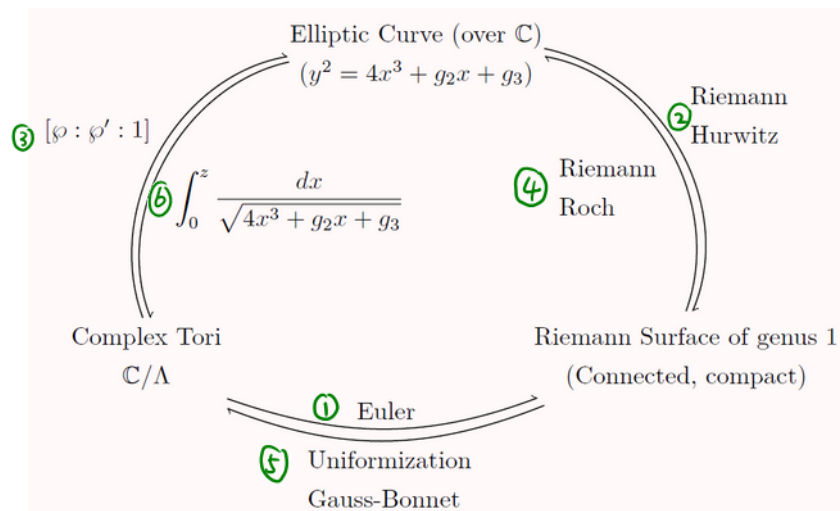 Elliptic Curve (over ℂ)
(y² = 4x³ + g₂x + g₃)
② Riemann
Hurwitz
③ [℘ : ℘′ : 1]
④ Riemann
Roch
⑥ ∫₀ᶻ dx / √(4x³ + g₂x + g₃)
Complex Tori
ℂ/Λ
Riemann Surface of genus 1
(Connected, compact)
① Euler
⑤ Uniformization
Gauss-Bonnet